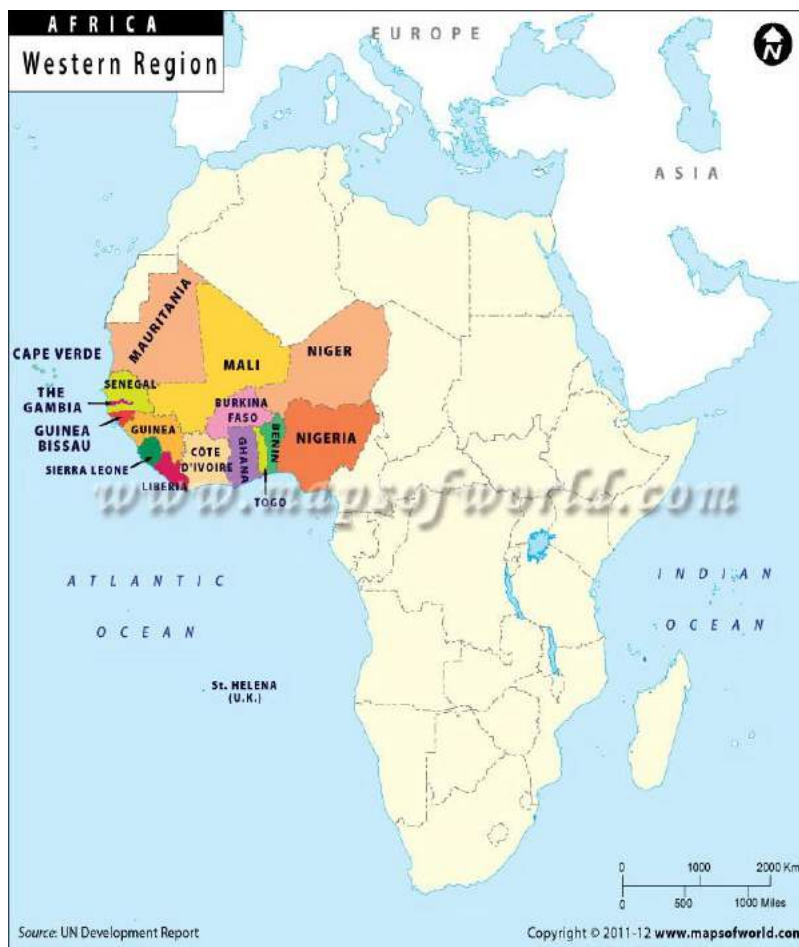 AFRICA
Western Region
EUROPE
N
ASIA
MAURITANIA
CAPE VERDE
MALI
NIGER
SENEGAL
THE
GAMBIA
BURKINA
FASO
GUINEA
BISSAU
GUINEA
NIGERIA
BENIN
GHANA
CÔTE
D'IVOIRE
SIERRA LEONE
LIBERIA
TOGO
www.mapsofworld.com
ATLANTIC
OCEAN
INDIAN
OCEAN
St. HELENA
(U.K.)
0 1000 2000 Km
0 500 1000 Miles
Source: UN Development Report
Copyright © 2011-12 www.mapsofworld.com